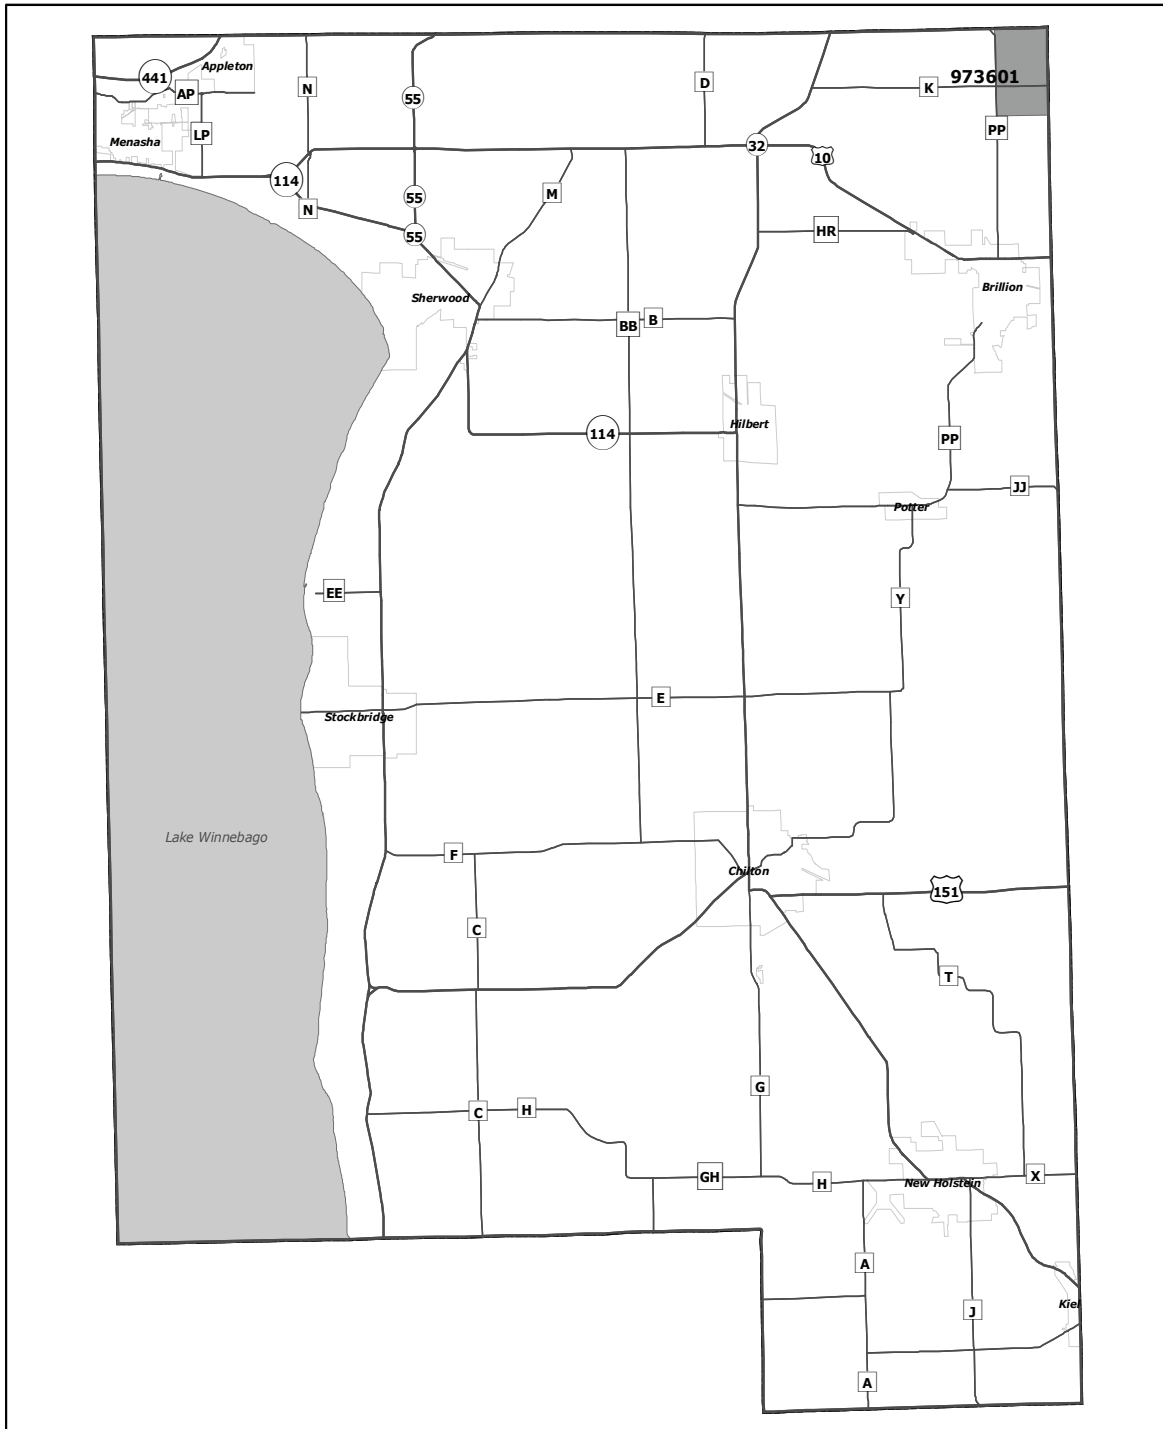 Appleton
441
AP
N
55
D
K
973601
Menasha
LP
PP
32
10
114
N
55
M
55
HR
Sherwood
Brillion
BB
B
Hilbert
114
PP
JJ
Potter
EE
Y
E
Stockbridge
Lake Winnebago
F
Chilton
151
C
T
G
C
H
GH
H
New Holstein
X
A
J
Kiel
A